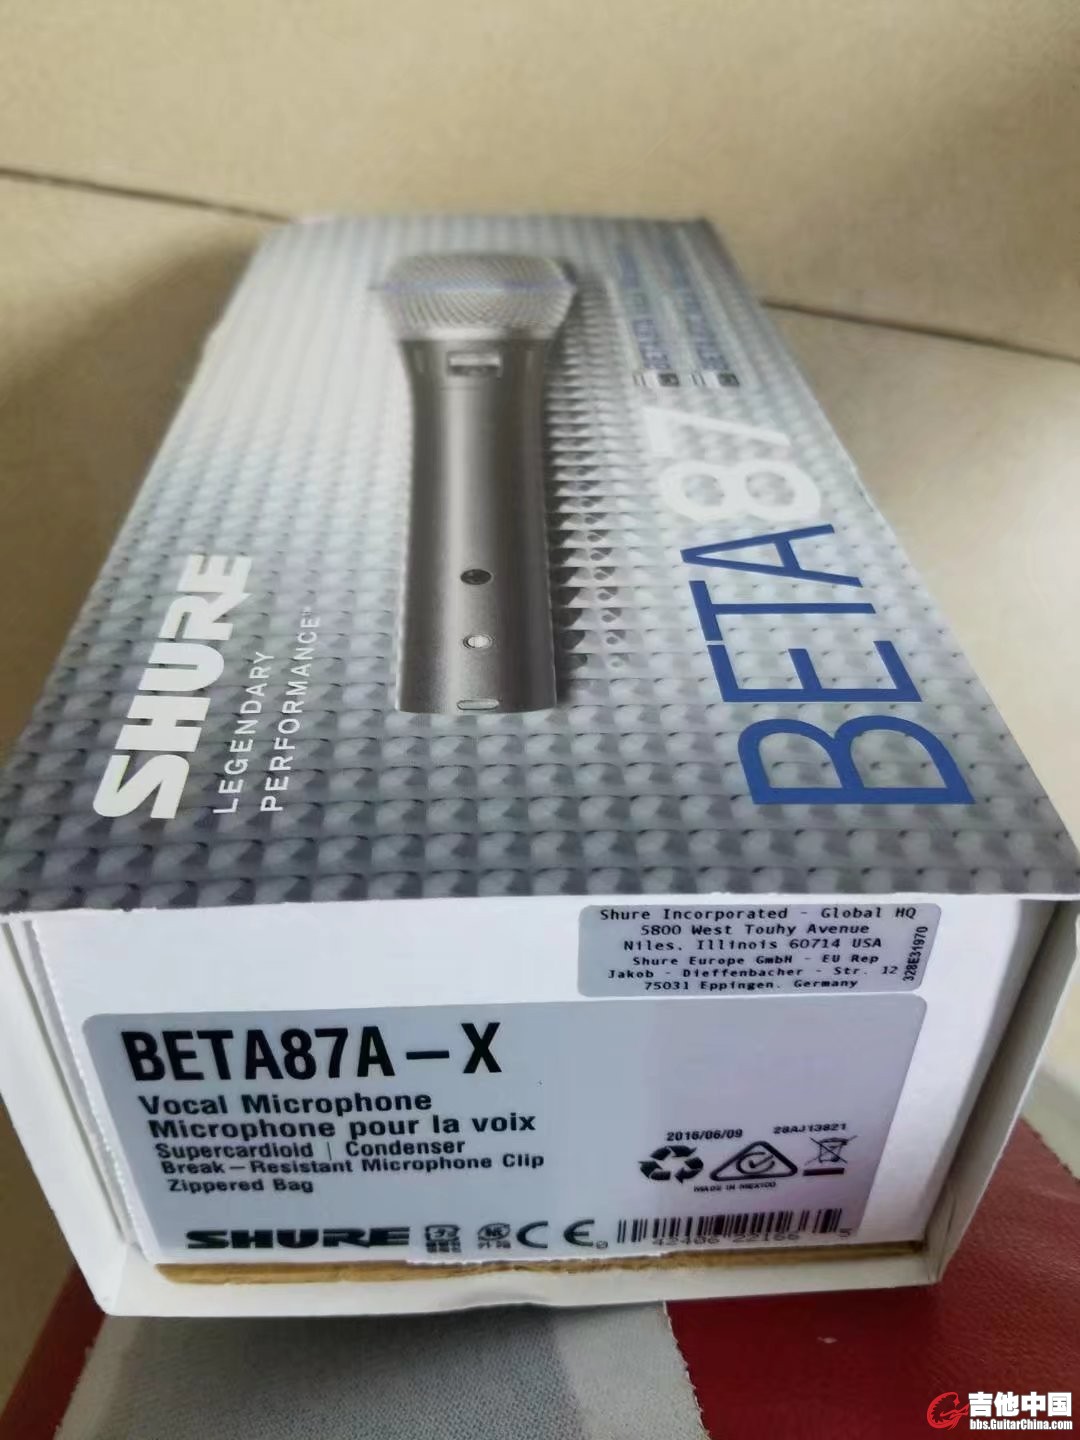 SHURE
LEGENDARY
PERFORMANCE™
BETA 87
Shure Incorporated - Global HQ
5800 West Touhy Avenue
Niles, Illinois 60714 USA
Shure Europe GmbH - EU Rep
Jakob - Dieffenbacher - Str. 12
75031 Eppingen, Germany
328E31970
BETA87A-X
Vocal Microphone
Microphone pour la voix
Supercardioid | Condenser
Break-Resistant Microphone Clip
Zippered Bag
2016/06/09
28AJ13821
MADE IN MEXICO
SHURE
CE
吉他中国
bbs.GuitarChina.com